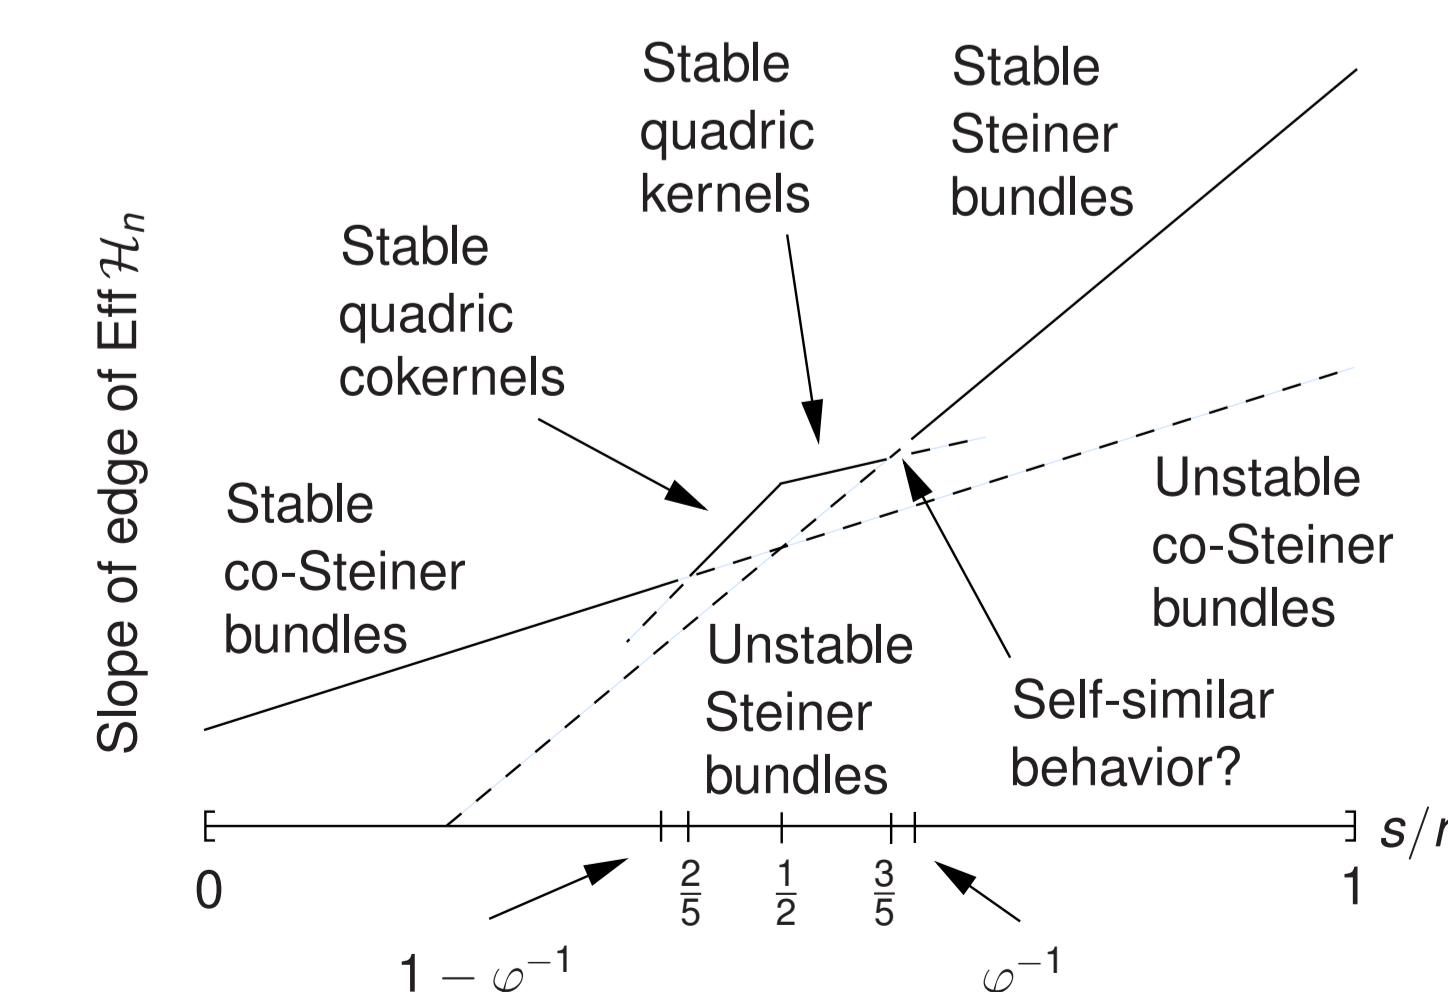 Stable
quadric
kernels
Stable
Steiner
bundles
Stable
quadric
cokernels
Slope of edge of Eff ℋₙ
Stable
co-Steiner
bundles
Unstable
co-Steiner
bundles
Unstable
Steiner
bundles
Self-similar
behavior?
s/r
0
2/5
1/2
3/5
1
1 − φ⁻¹
φ⁻¹